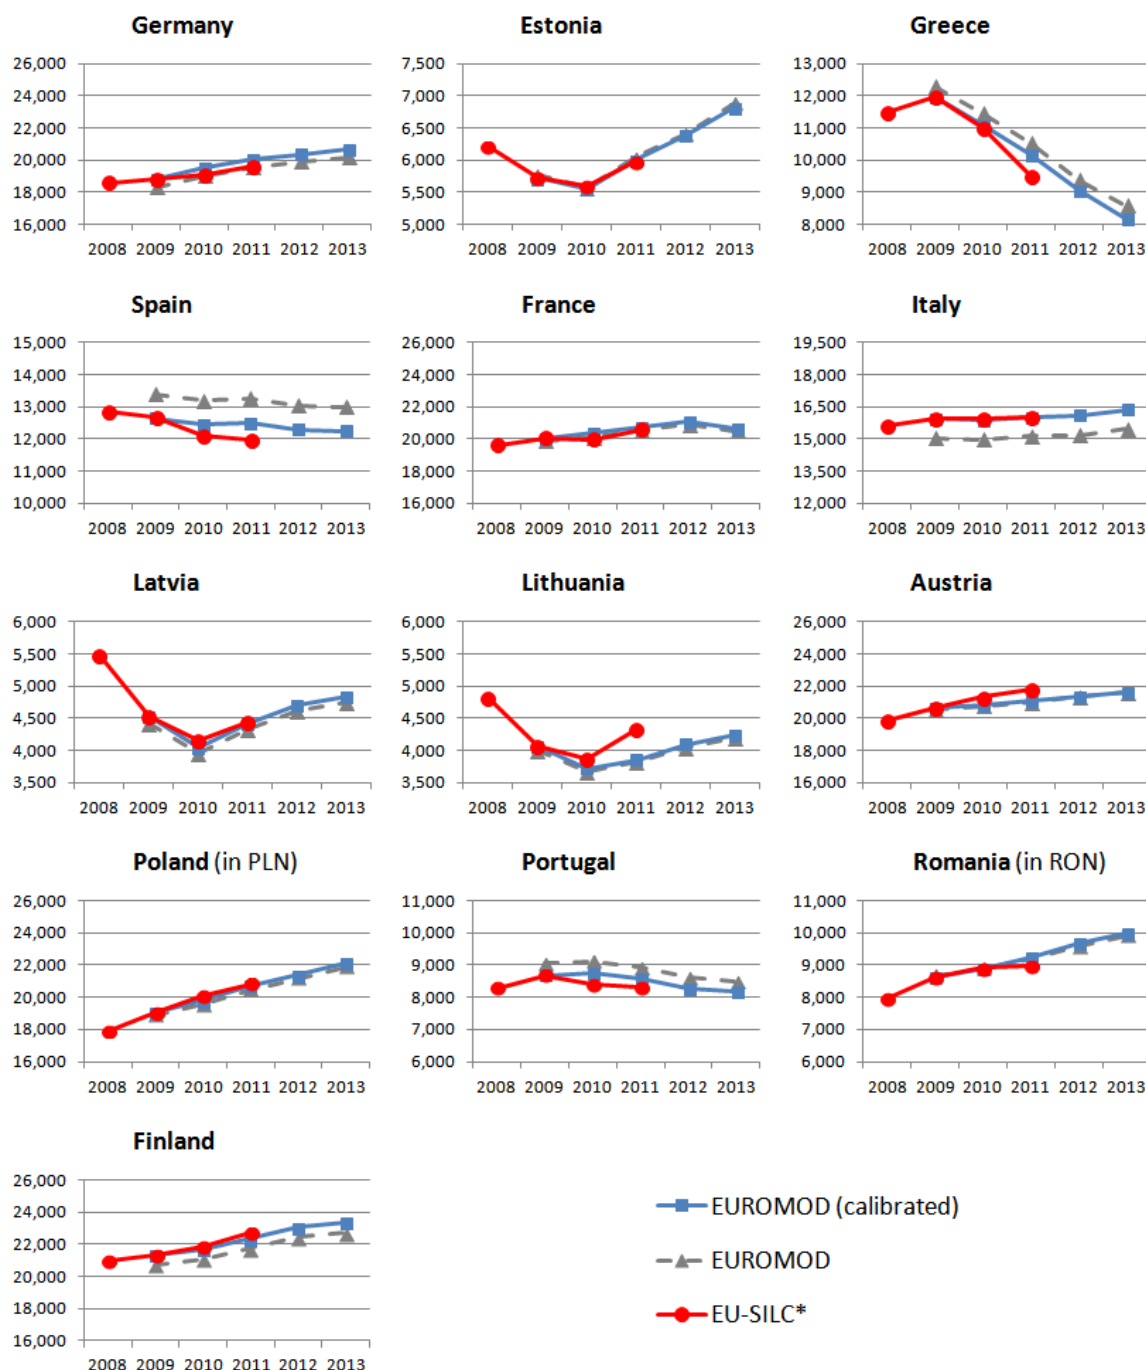 Germany
26,000
24,000
22,000
20,000
18,000
16,000
2008 2009 2010 2011 2012 2013
Estonia
7,500
7,000
6,500
6,000
5,500
5,000
2008 2009 2010 2011 2012 2013
Greece
13,000
12,000
11,000
10,000
9,000
8,000
2008 2009 2010 2011 2012 2013
Spain
15,000
14,000
13,000
12,000
11,000
10,000
2008 2009 2010 2011 2012 2013
France
26,000
24,000
22,000
20,000
18,000
16,000
2008 2009 2010 2011 2012 2013
Italy
19,500
18,000
16,500
15,000
13,500
12,000
2008 2009 2010 2011 2012 2013
Latvia
6,000
5,500
5,000
4,500
4,000
3,500
2008 2009 2010 2011 2012 2013
Lithuania
6,000
5,500
5,000
4,500
4,000
3,500
2008 2009 2010 2011 2012 2013
Austria
26,000
24,000
22,000
20,000
18,000
16,000
2008 2009 2010 2011 2012 2013
Poland (in PLN)
26,000
24,000
22,000
20,000
18,000
16,000
2008 2009 2010 2011 2012 2013
Portugal
11,000
10,000
9,000
8,000
7,000
6,000
2008 2009 2010 2011 2012 2013
Romania (in RON)
11,000
10,000
9,000
8,000
7,000
6,000
2008 2009 2010 2011 2012 2013
Finland
26,000
24,000
22,000
20,000
18,000
16,000
2008 2009 2010 2011 2012 2013
EUROMOD (calibrated)
EUROMOD
EU-SILC*